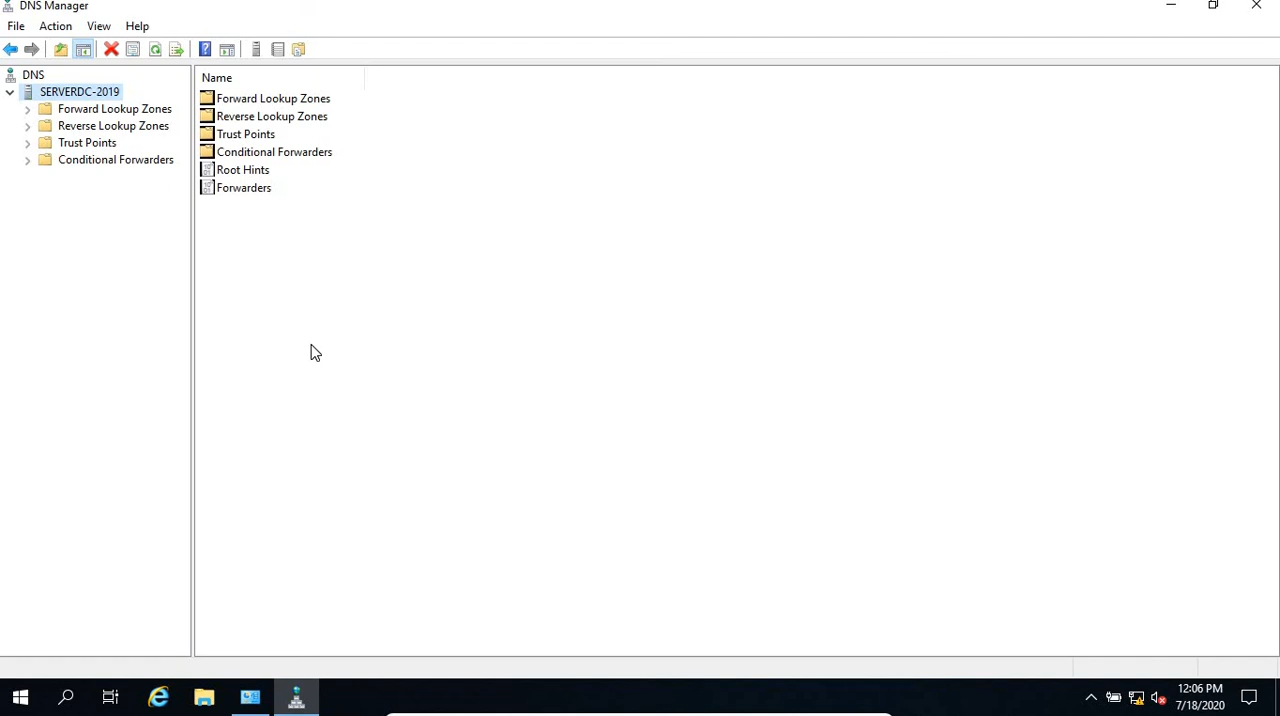 DNS Manager
File Action View Help
DNS
SERVERDC-2019
Forward Lookup Zones
Reverse Lookup Zones
Trust Points
Conditional Forwarders
Name
Forward Lookup Zones
Reverse Lookup Zones
Trust Points
Conditional Forwarders
Root Hints
Forwarders
12:06 PM
7/18/2020